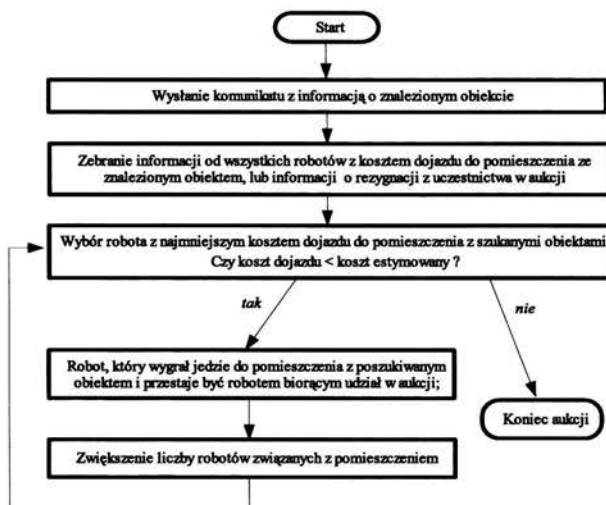 Start
Wysłanie komunikatu z informacją o znalezionym obiekcie
Zebranie informacji od wszystkich robotów z kosztem dojazdu do pomieszczenia ze
znalezionym obiektem, lub informacji o rezygnacji z uczestnictwa w aukcji
Wybór robota z najmniejszym kosztem dojazdu do pomieszczenia z szukanymi obiektami
Czy koszt dojazdu < koszt estymowany ?
tak
nie
Robot, który wygrał jedzie do pomieszczenia z poszukiwanym
obiektem i przestaje być robotem biorącym udział w aukcji;
Koniec aukcji
Zwiększenie liczby robotów związanych z pomieszczeniem